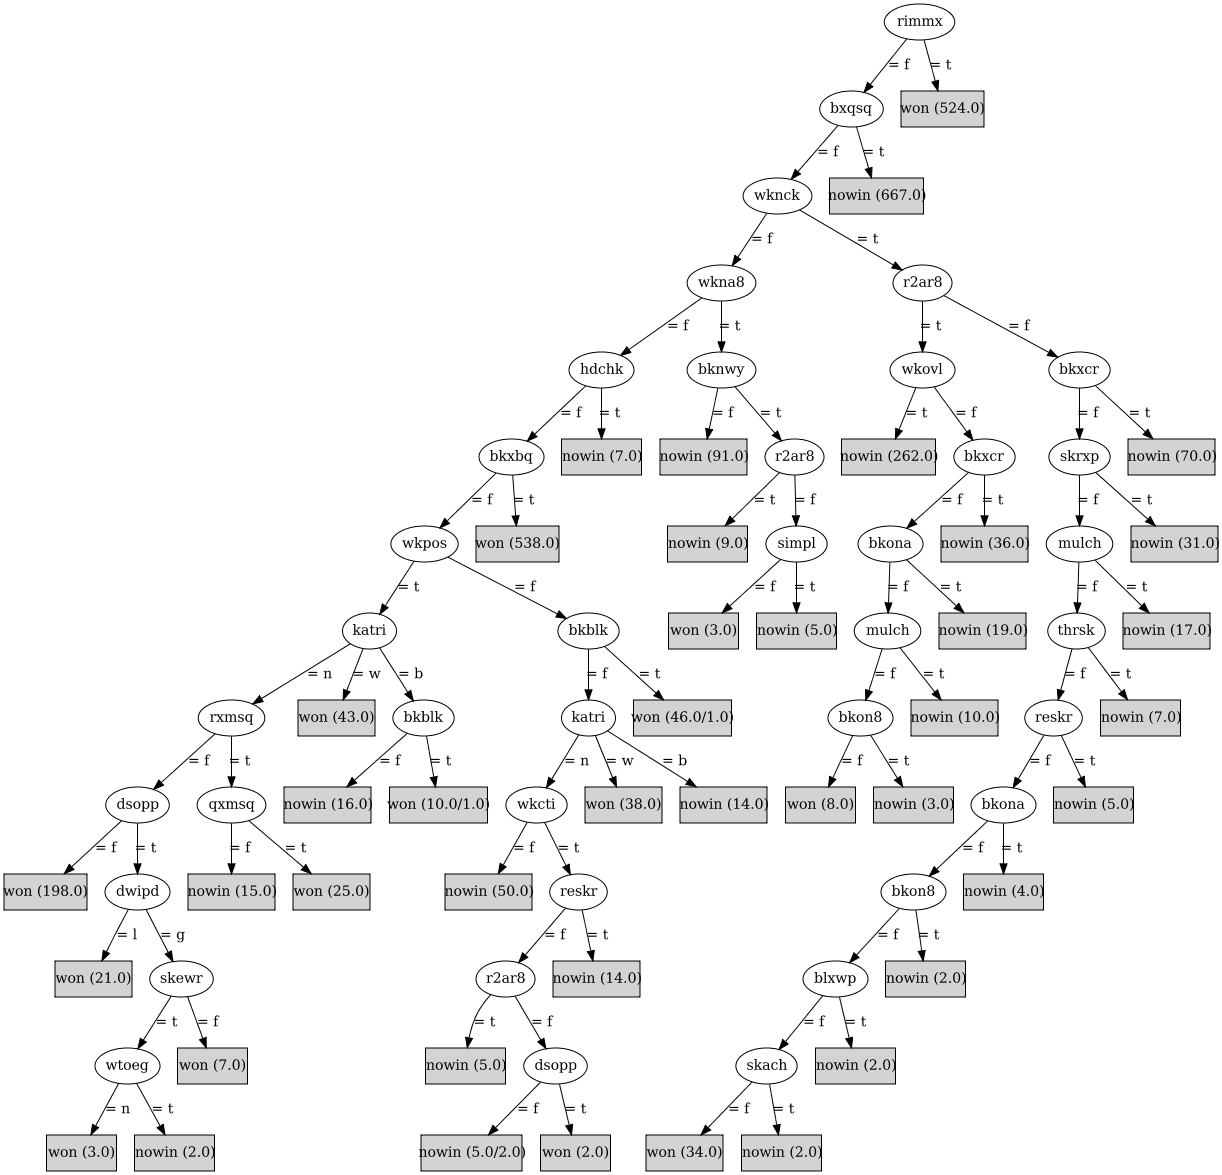 rimmx
= f = t
bxqsq won (524.0)
= f = t
wknck nowin (667.0)
= f = t
wkna8 r2ar8
= f = t = t = f
hdchk bknwy wkovl bkxcr
= f = t = f = t = t = f = f = t
bkxbq nowin (7.0) nowin (91.0) r2ar8 nowin (262.0) bkxcr skrxp nowin (70.0)
= f = t = t = f = f = t = f = t
wkpos won (538.0) nowin (9.0) simpl bkona nowin (36.0) mulch nowin (31.0)
= t = f = f = t = f = t = f = t
katri bkblk won (3.0) nowin (5.0) mulch nowin (19.0) thrsk nowin (17.0)
= n = w = b = f = t = f = t = f = t
rxmsq won (43.0) bkblk katri won (46.0/1.0) bkon8 nowin (10.0) reskr nowin (7.0)
= f = t = f = t = n = w = b = f = t = f = t
dsopp qxmsq nowin (16.0) won (10.0/1.0) wkcti won (38.0) nowin (14.0) won (8.0) nowin (3.0) bkona nowin (5.0)
= f = t = f = t = f = t = f = t
won (198.0) dwipd nowin (15.0) won (25.0) nowin (50.0) reskr bkon8 nowin (4.0)
= l = g = f = t = f = t
won (21.0) skewr r2ar8 nowin (14.0) blxwp nowin (2.0)
= t = f = t = f = f = t
wtoeg won (7.0) nowin (5.0) dsopp skach nowin (2.0)
= n = t = f = t = f = t
won (3.0) nowin (2.0) nowin (5.0/2.0) won (2.0) won (34.0) nowin (2.0)